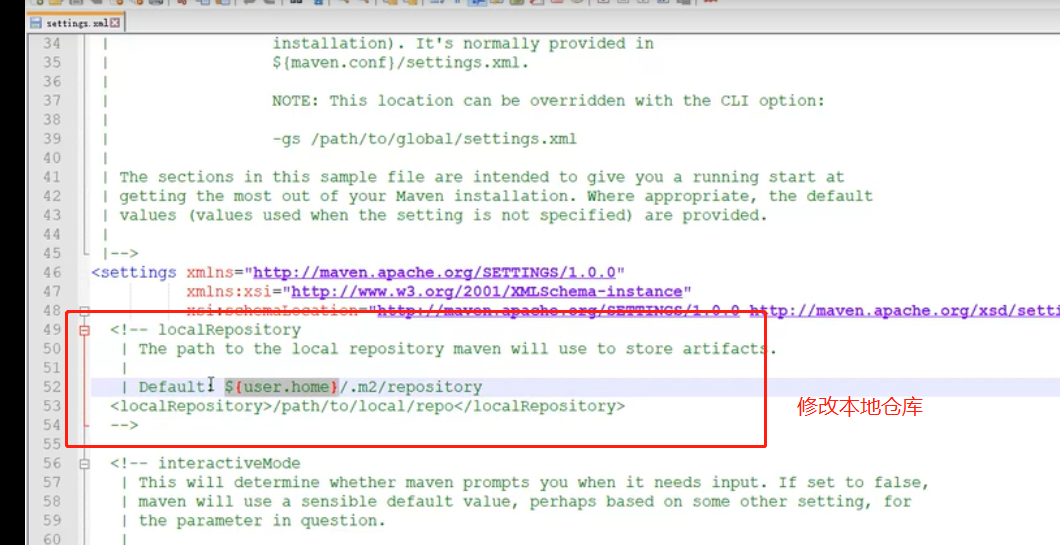 settings.xml
34 | installation). It's normally provided in
35 | ${maven.conf}/settings.xml.
36 |
37 | NOTE: This location can be overridden with the CLI option:
38 |
39 | -gs /path/to/global/settings.xml
40 |
41 | The sections in this sample file are intended to give you a running start at
42 | getting the most out of your Maven installation. Where appropriate, the default
43 | values (values used when the setting is not specified) are provided.
44 |
45 |-->
46 <settings xmlns="http://maven.apache.org/SETTINGS/1.0.0"
47 xmlns:xsi="http://www.w3.org/2001/XMLSchema-instance"
48 xsi:schemaLocation="http://maven.apache.org/SETTINGS/1.0.0 http://maven.apache.org/xsd/setti
49 <!-- localRepository
50 | The path to the local repository maven will use to store artifacts.
51 |
52 | Default: ${user.home}/.m2/repository
53 <localRepository>/path/to/local/repo</localRepository>
修改本地仓库
54 -->
55
56 <!-- interactiveMode
57 | This will determine whether maven prompts you when it needs input. If set to false,
58 | maven will use a sensible default value, perhaps based on some other setting, for
59 | the parameter in question.
60 |